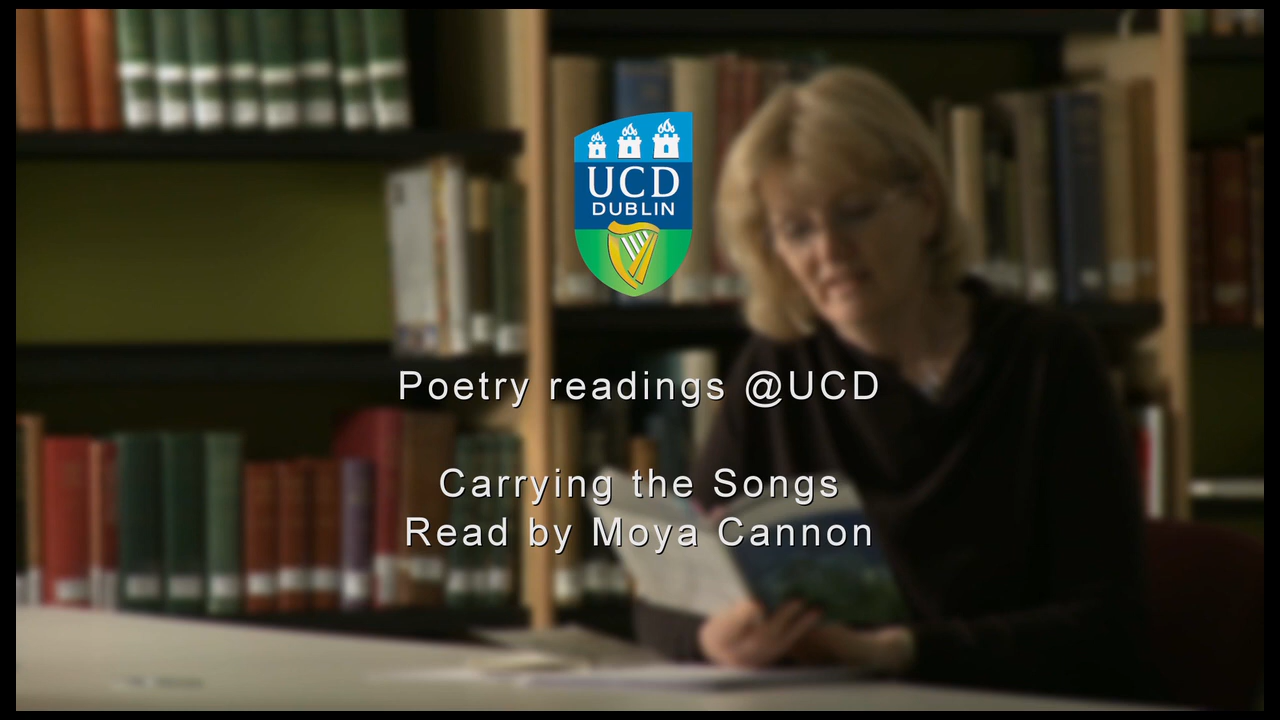 UCD
DUBLIN
Poetry readings @UCD
Carrying the Songs
Read by Moya Cannon